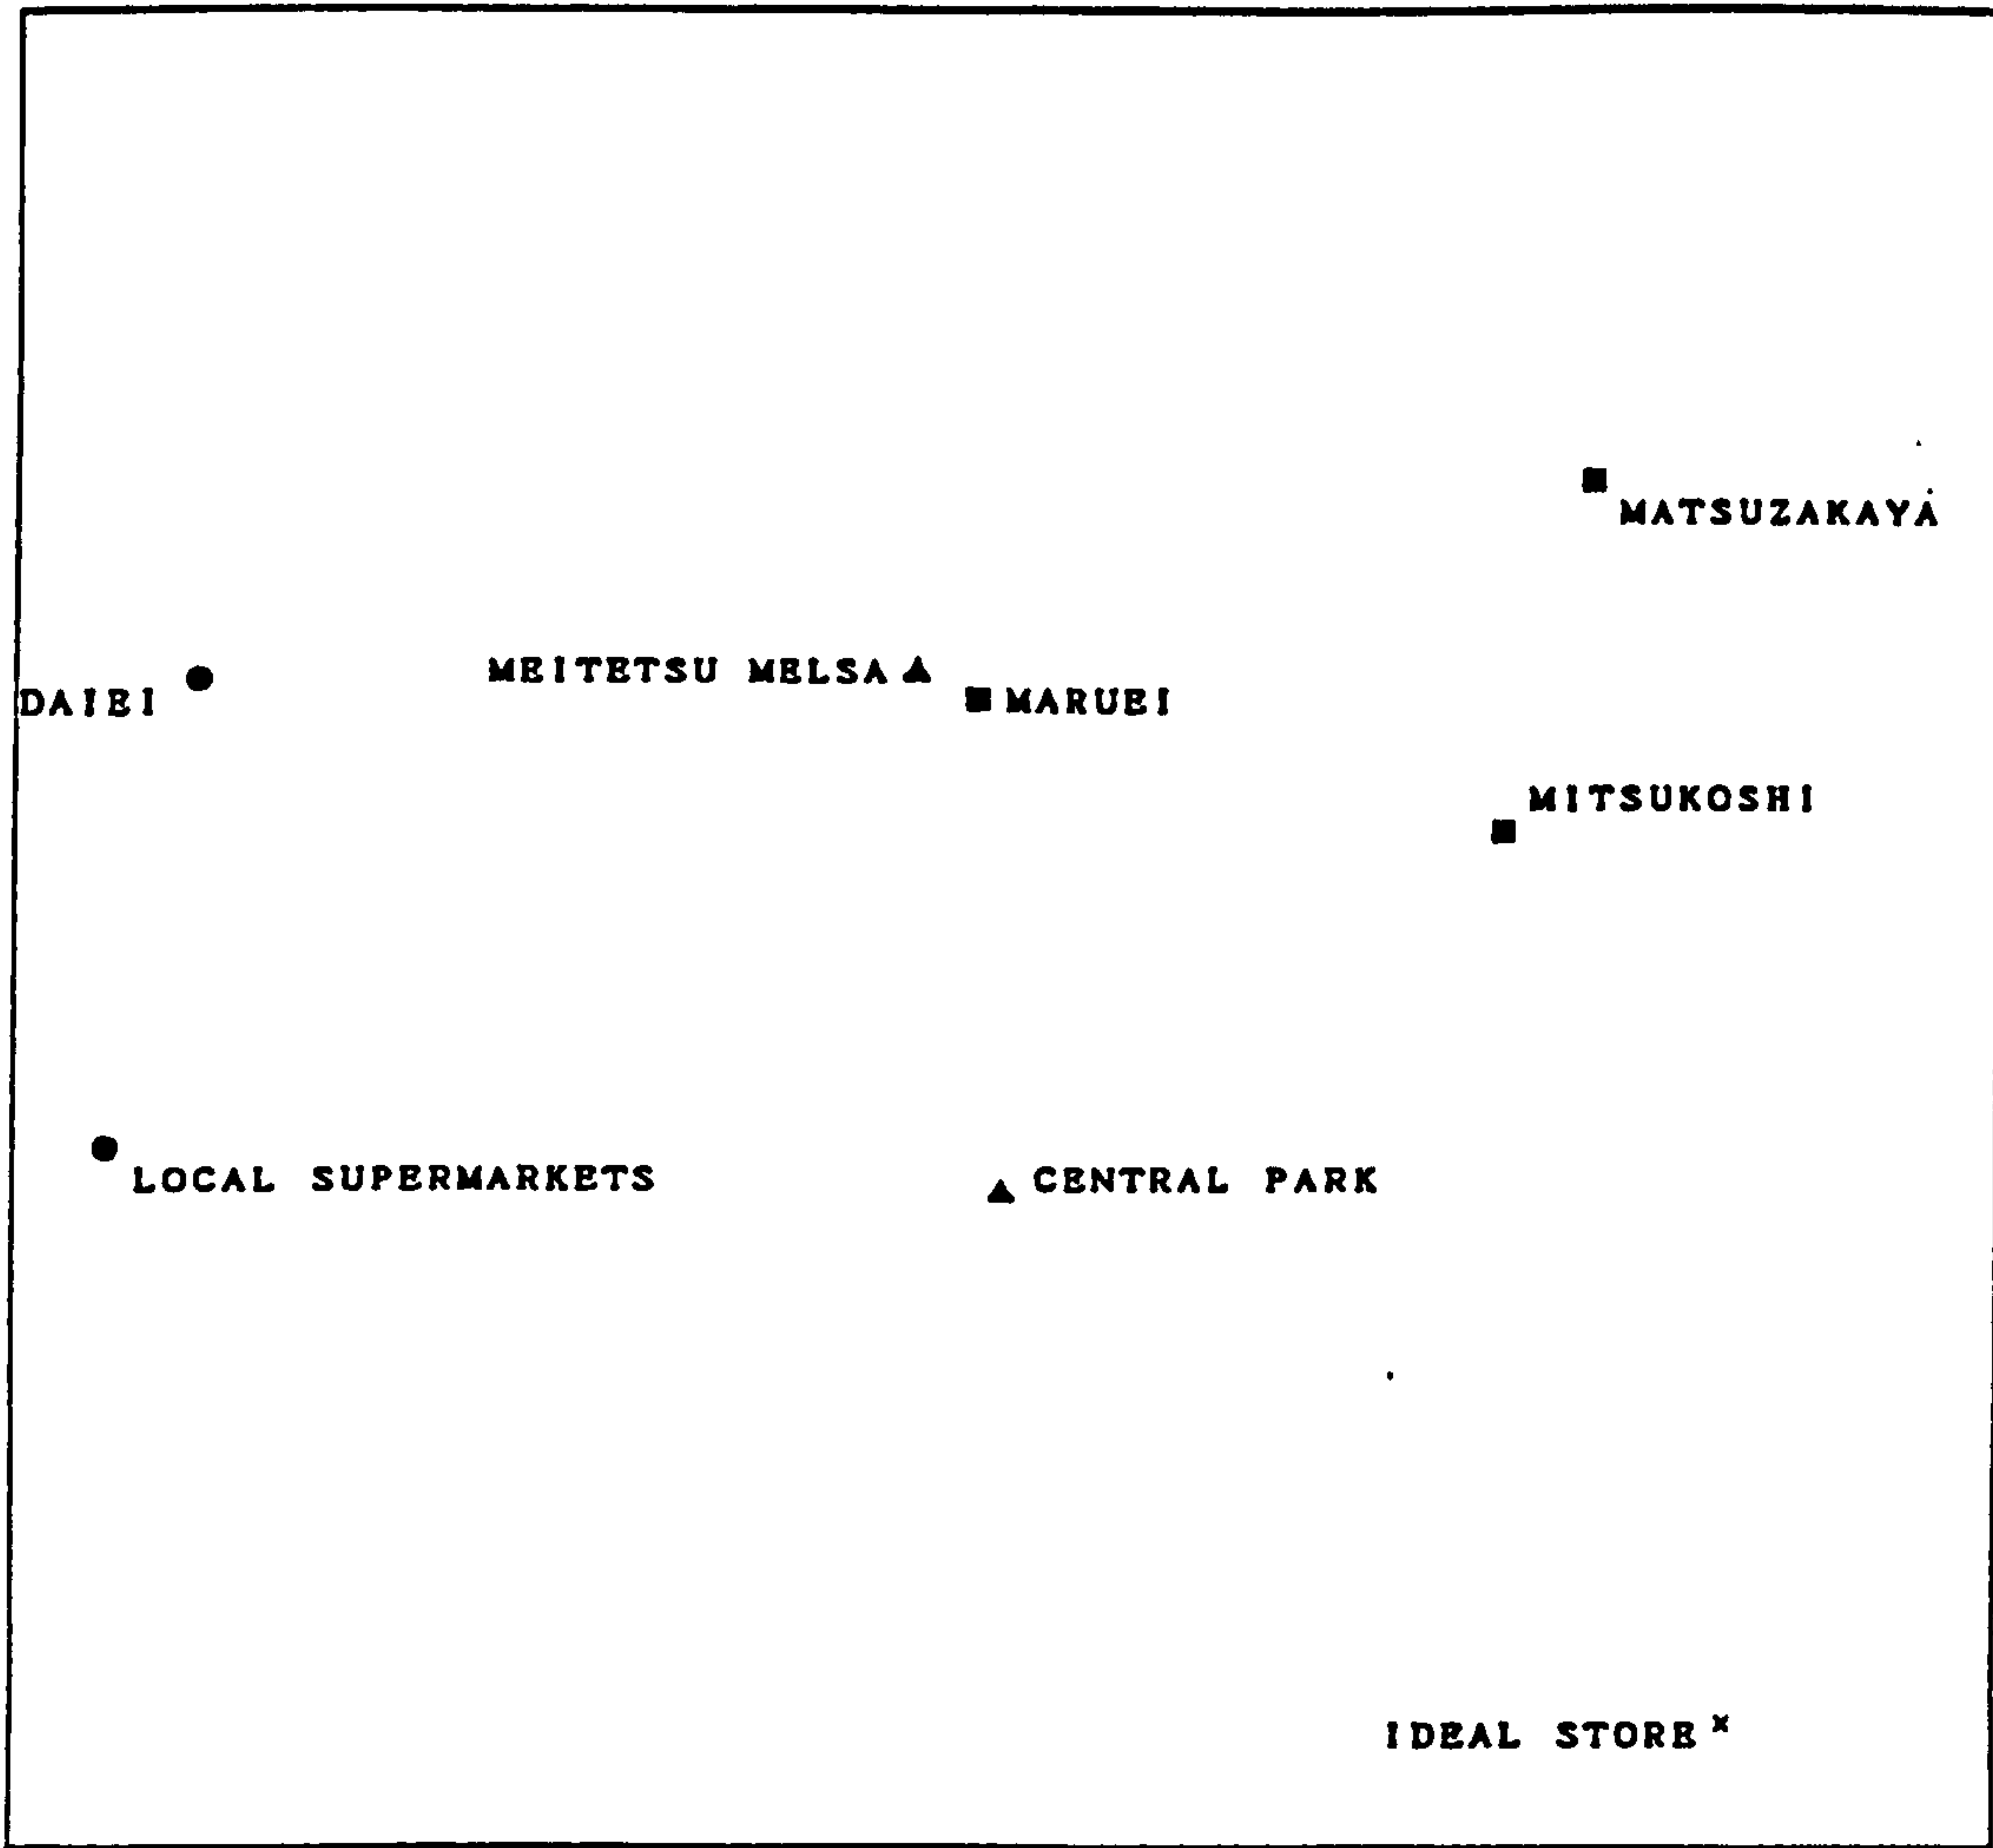 MATSUZAKAYA
MEITETSU MELSA
DAIEI
MARUEI
MITSUKOSHI
LOCAL SUPERMARKETS
CENTRAL PARK
IDEAL STORE